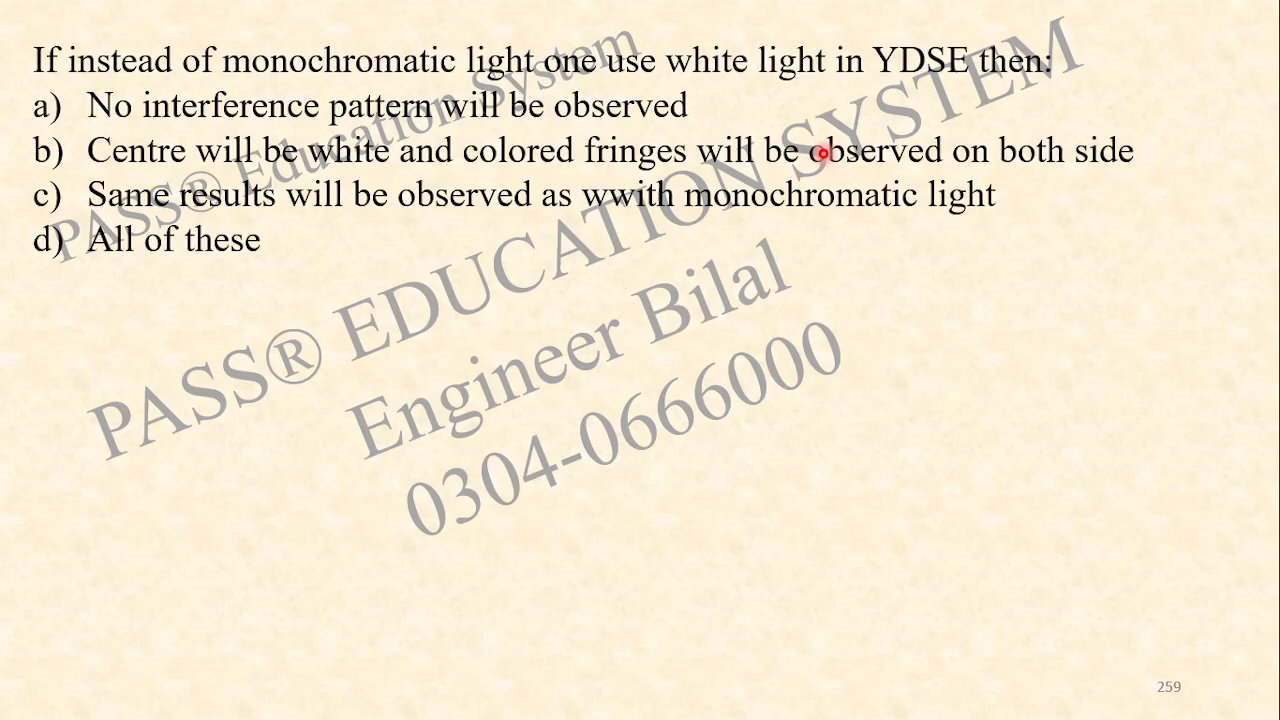 If instead of monochromatic light one use white light in YDSE then:
a) No interference pattern will be observed
b) Centre will be white and colored fringes will be observed on both side
c) Same results will be observed as wwith monochromatic light
d) All of these
PASS® Education System
PASS® EDUCATION SYSTEM
Engineer Bilal
0304-0666000
259